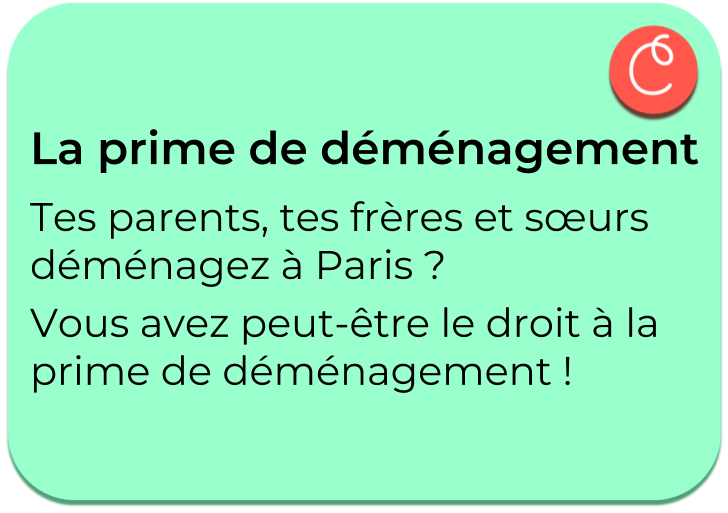 La prime de déménagement
Tes parents, tes frères et sœurs
déménagez à Paris ?
Vous avez peut-être le droit à la
prime de déménagement !